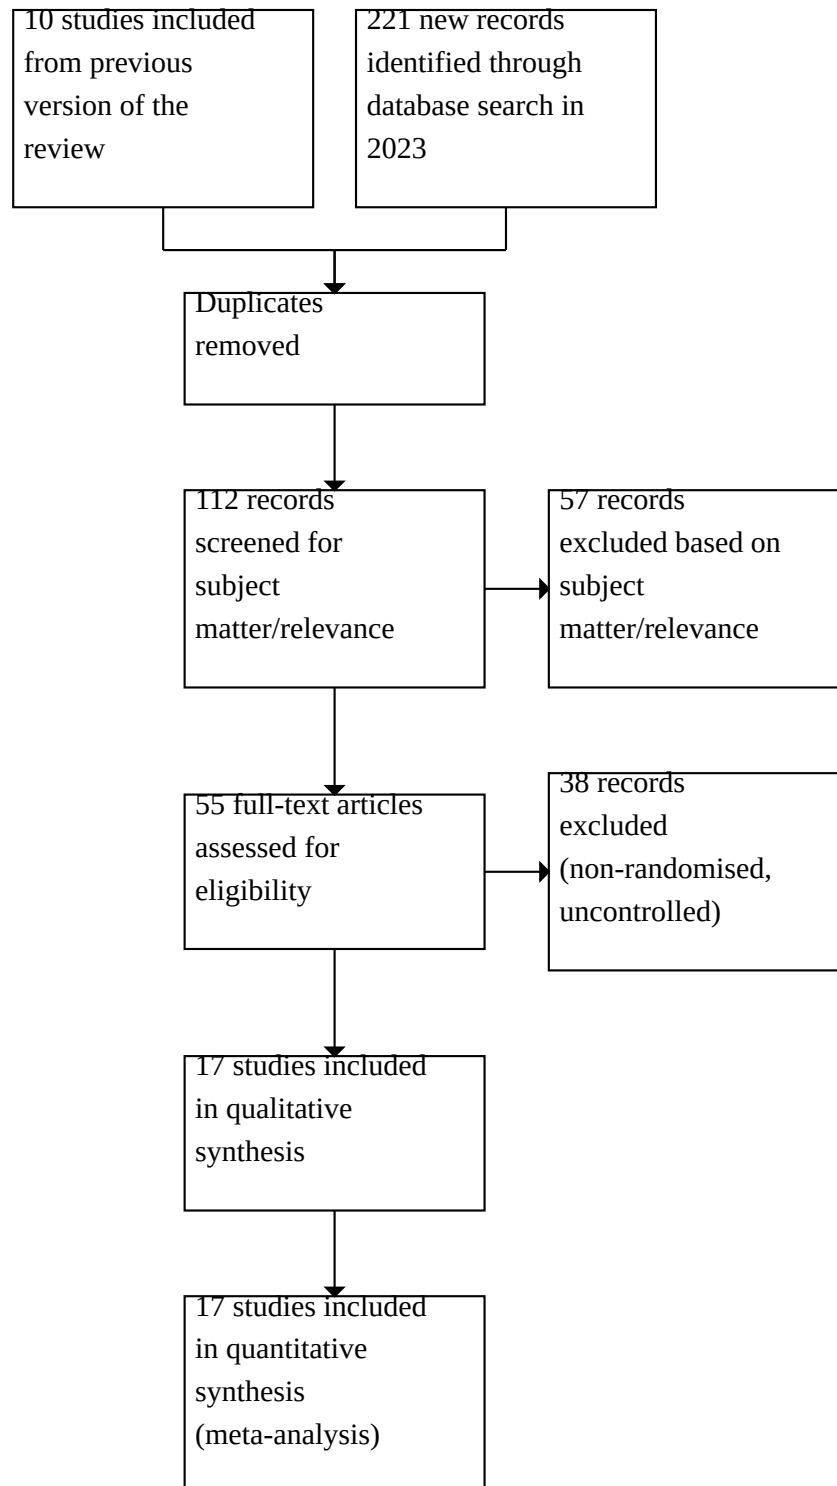 10 studies included
from previous
version of the
review
221 new records
identified through
database search in
2023
Duplicates
removed
112 records
screened for
subject
matter/relevance
57 records
excluded based on
subject
matter/relevance
55 full-text articles
assessed for
eligibility
38 records
excluded
(non-randomised,
uncontrolled)
17 studies included
in qualitative
synthesis
17 studies included
in quantitative
synthesis
(meta-analysis)